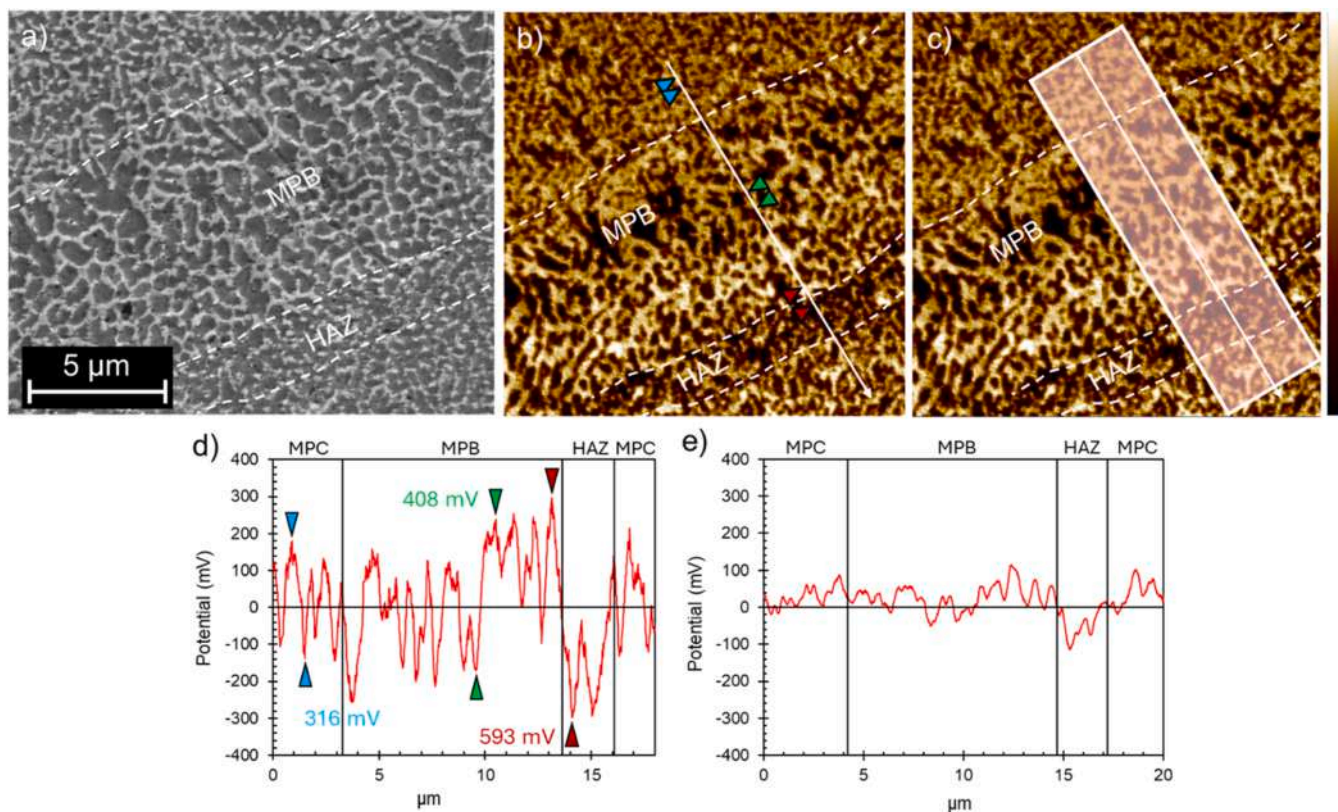 a)
MPB
HAZ
5 µm
b)
MPB
HAZ
c)
MPB
HAZ
d)
MPC MPB HAZ MPC
Potential (mV)
400
300
200
100
0
-100
-200
-300
-400
408 mV
316 mV
593 mV
0 5 10 15
µm
e)
MPC MPB HAZ MPC
Potential (mV)
400
300
200
100
0
-100
-200
-300
-400
0 5 10 15 20
µm